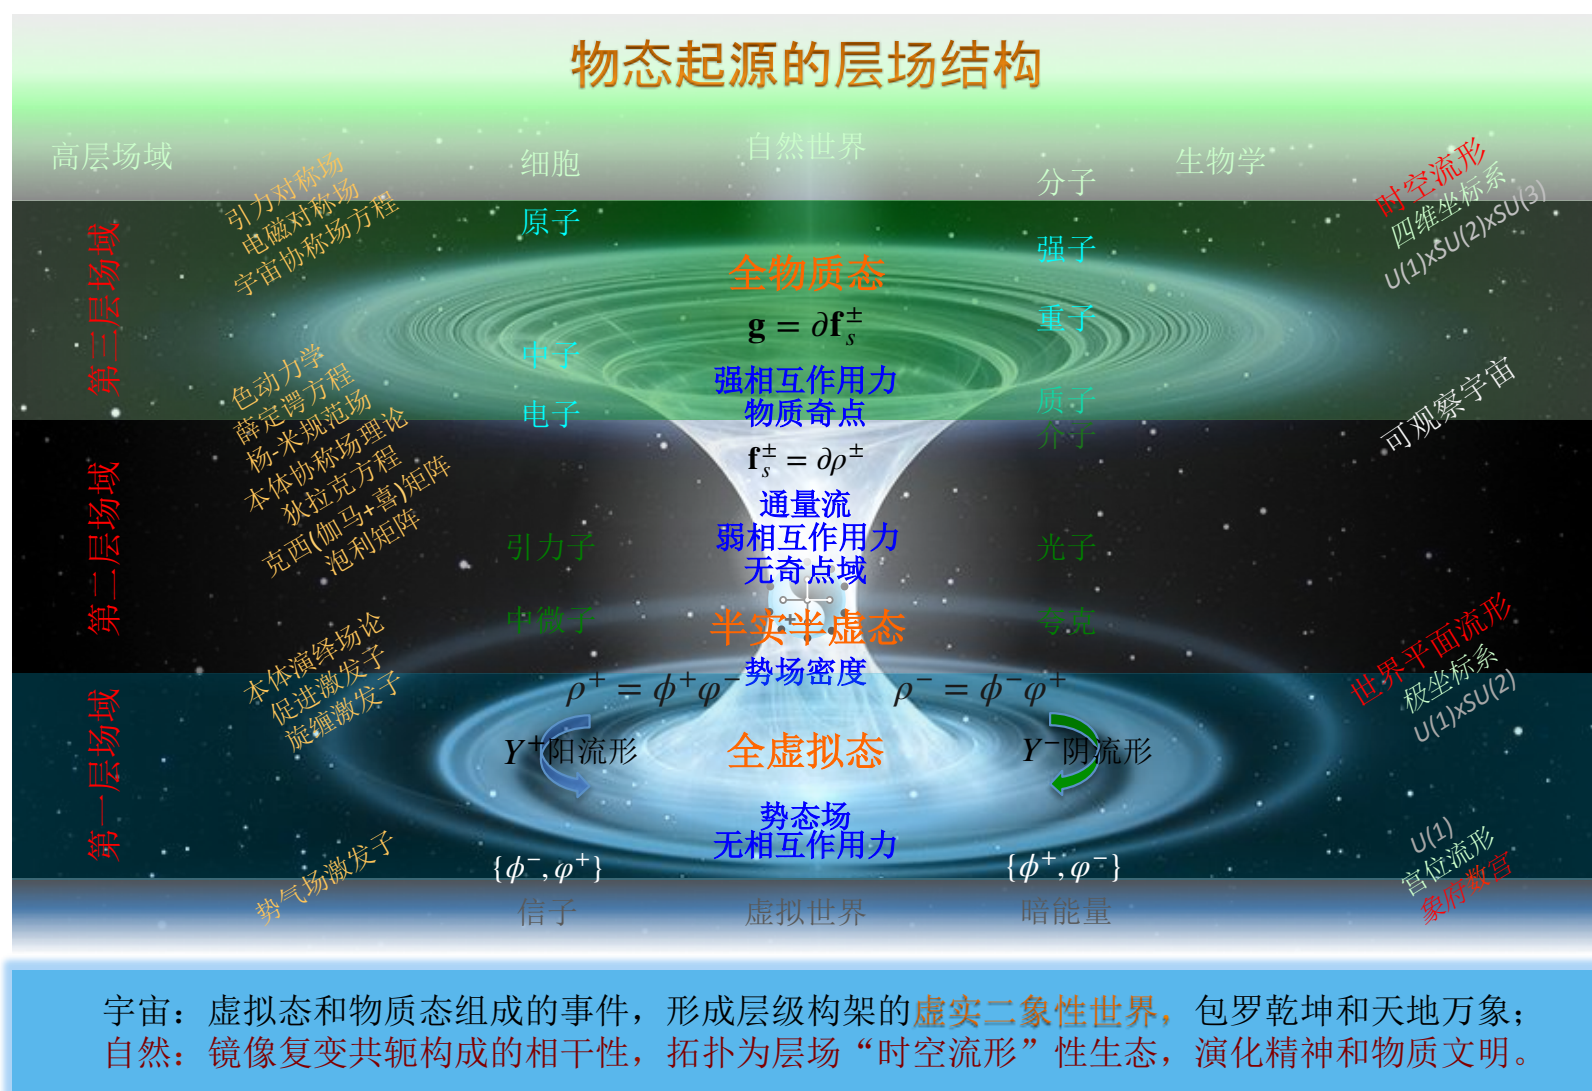 物态起源的层场结构
高层场域
细胞
自然世界
分子
生物学
引力对称场
电磁对称场
宇宙协称场方程
时空流形
四维坐标系
U(1)xSU(2)xSU(3)
第三层场域
原子
强子
全物质态
g = ∂f_s^±
重子
中子
强相互作用力
物质奇点
电子
质子
介子
色动力学
薛定谔方程
杨-米规范场
本体协称场理论
狄拉克方程
克西(伽马+喜)矩阵
泡利矩阵
可观察宇宙
第二层场域
f_s^± = ∂ρ^±
通量流
弱相互作用力
无奇点域
引力子
光子
中微子
半实半虚态
夸克
势场密度
ρ⁺ = ϕ⁺φ⁻
ρ⁻ = ϕ⁻φ⁺
本体演绎场论
促进激发子
旋缠激发子
世界平面流形
极坐标系
U(1)xSU(2)
第一层场域
Y⁺阳流形
全虚拟态
Y⁻阴流形
势态场
无相互作用力
{ϕ⁻, φ⁺}
{ϕ⁺, φ⁻}
势气场激发子
U(1)
宫位流形
象府数宫
信子
虚拟世界
暗能量
宇宙：虚拟态和物质态组成的事件，形成层级构架的虚实二象性世界，包罗乾坤和天地万象；
自然：镜像复变共轭构成的相干性，拓扑为层场“时空流形”性生态，演化精神和物质文明。